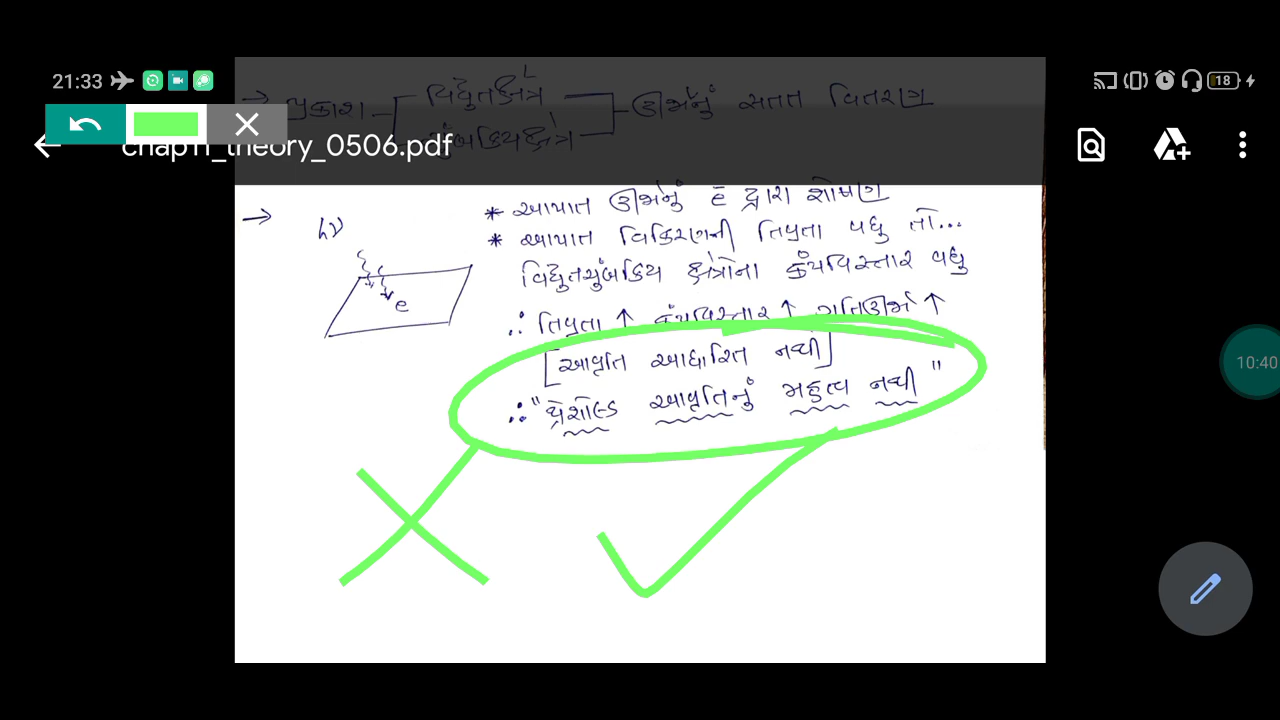 21:33 18
→ પ્રકાશ વિદ્યુતક્ષેત્ર ઊર્જાનું સતત વિતરણ
ચુંબકિયક્ષેત્ર
chap11_theory_0506.pdf
→ hν * આપાત ઊર્જાનું e દ્વારા શોષણ
* આપાત વિકિરણની તિવ્રતા વધુ તો...
વિદ્યુતચુંબકિય ક્ષેત્રોના કંપવિસ્તાર વધુ
e
∴ તિવ્રતા ↑ કંપવિસ્તાર ↑ ગતિઊર્જા ↑
[આવૃતિ આધારિત નથી]
∴ "થ્રેશોલ્ડ આવૃતિનું મહત્વ નથી"
10:40